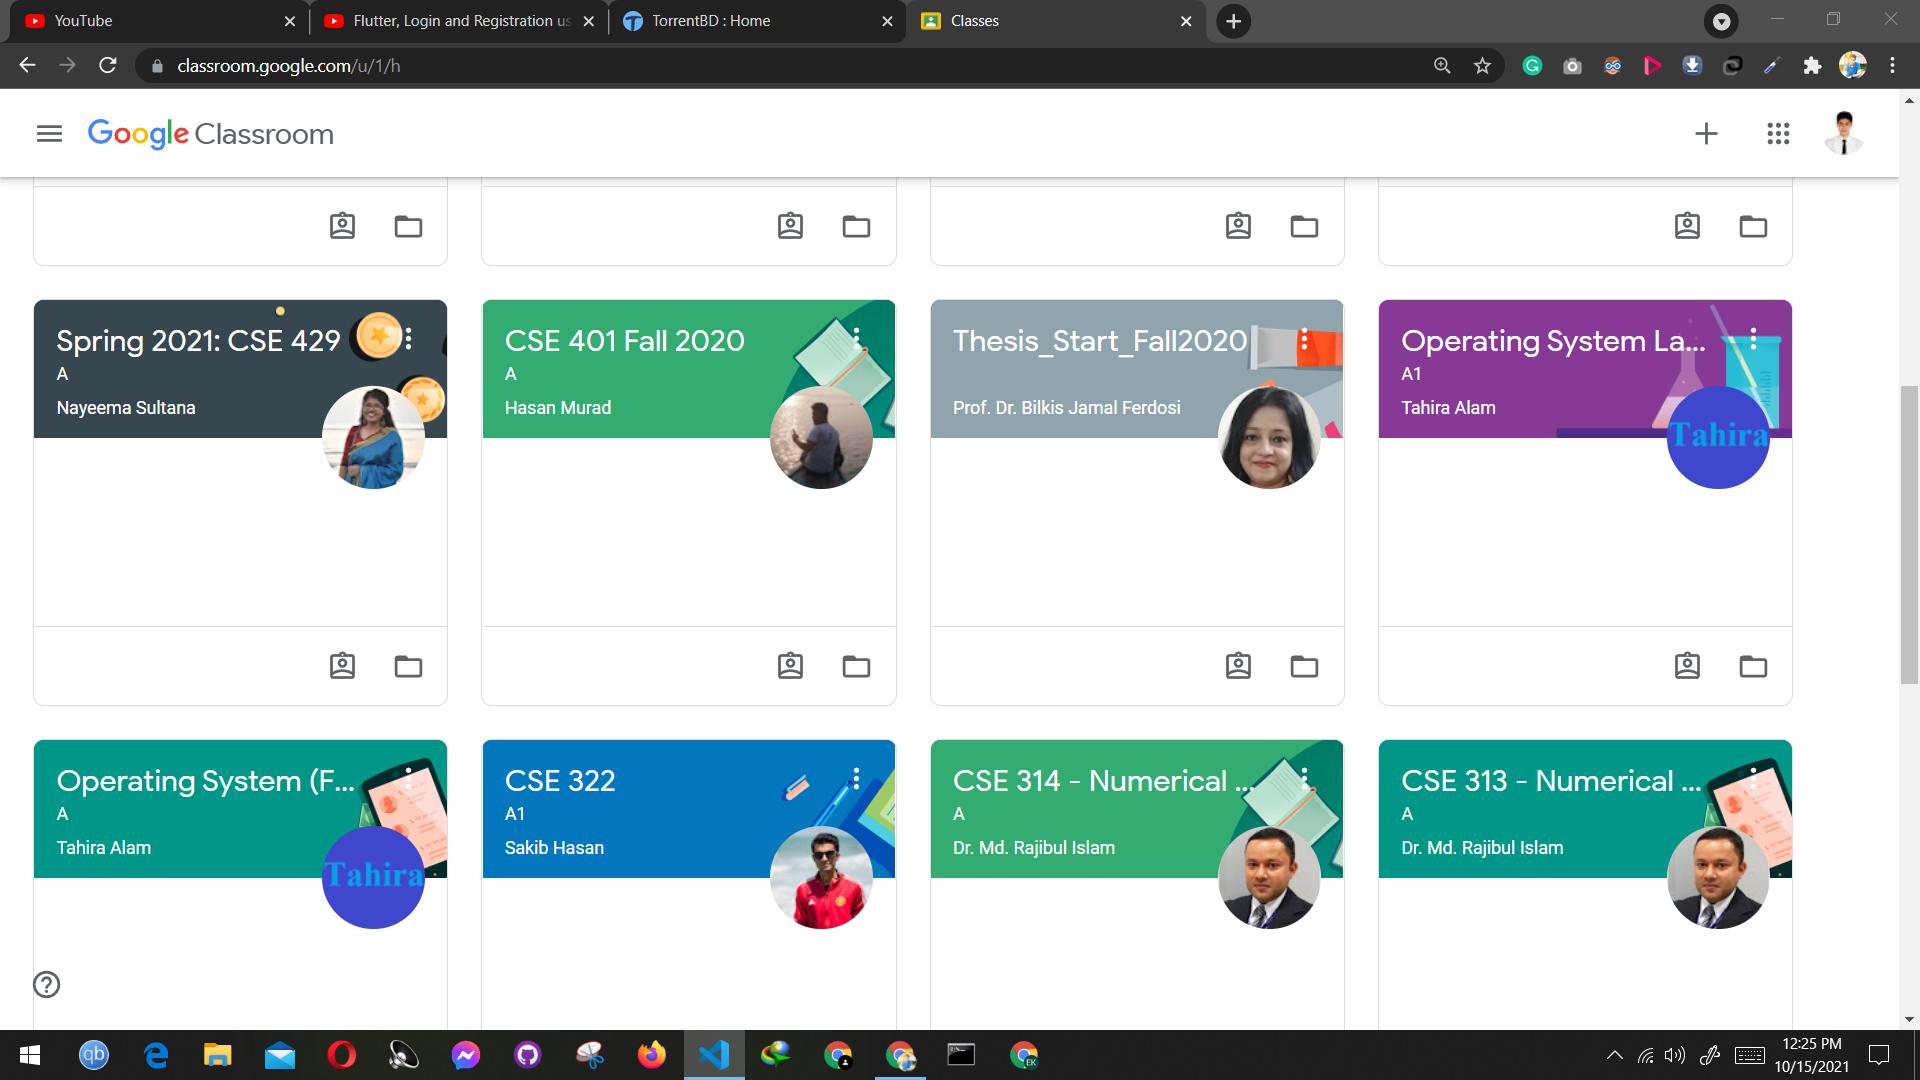 YouTube
Flutter, Login and Registration us
TorrentBD : Home
Classes
classroom.google.com/u/1/h
Google Classroom
Spring 2021: CSE 429
A
Nayeema Sultana
CSE 401 Fall 2020
A
Hasan Murad
Thesis_Start_Fall2020
Prof. Dr. Bilkis Jamal Ferdosi
Operating System La...
A1
Tahira Alam
Tahira
Operating System (F...
A
Tahira Alam
Tahira
CSE 322
A1
Sakib Hasan
CSE 314 - Numerical ...
A
Dr. Md. Rajibul Islam
CSE 313 - Numerical ...
A
Dr. Md. Rajibul Islam
qb
EK
12:25 PM
10/15/2021